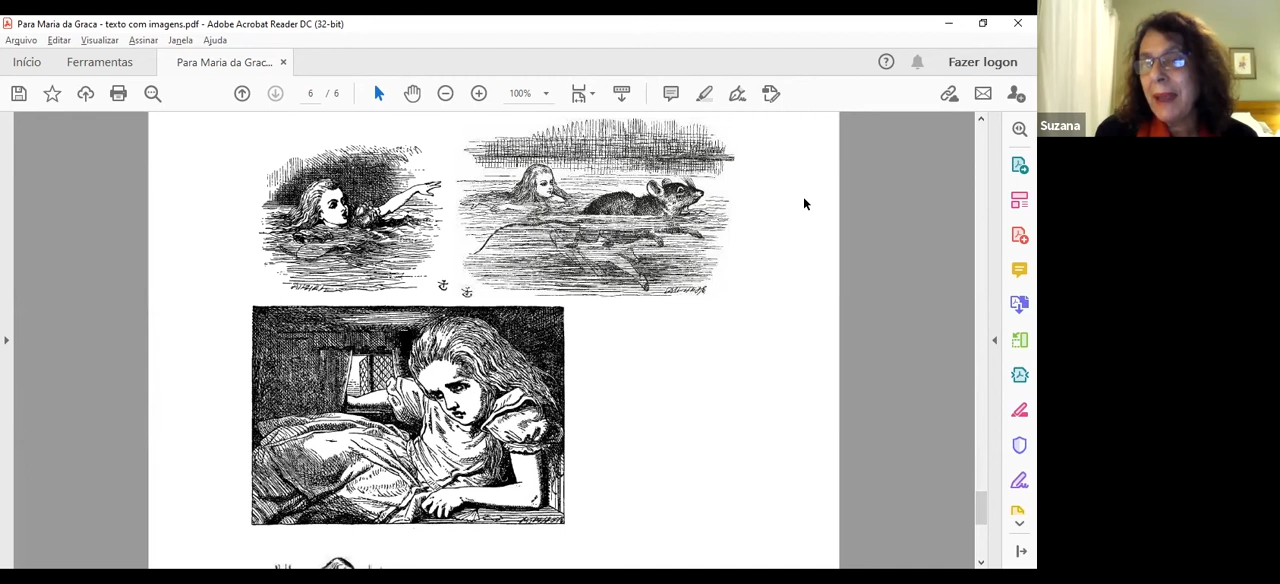 Para Maria da Graca - texto com imagens.pdf - Adobe Acrobat Reader DC (32-bit)
Arquivo Editar Visualizar Assinar Janela Ajuda
Início Ferramentas Para Maria da Grac... × Fazer logon
6 / 6 100%
Suzana